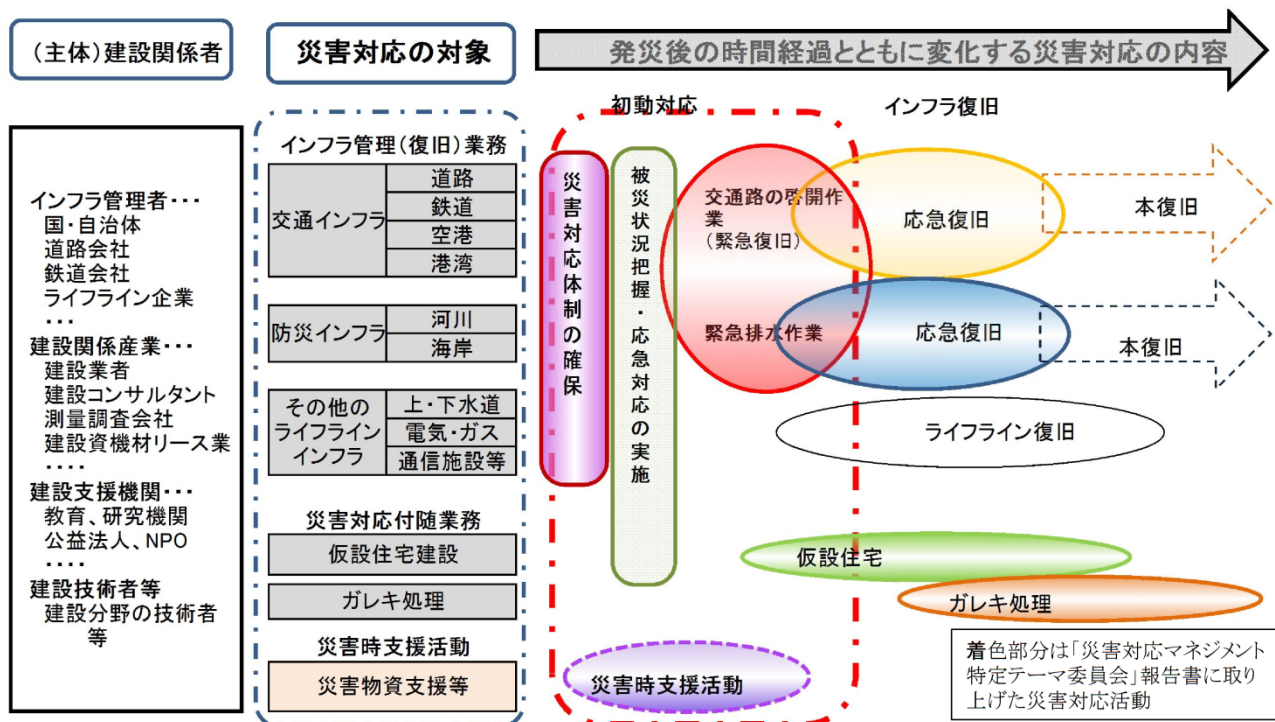 (主体)建設関係者
災害対応の対象
発災後の時間経過とともに変化する災害対応の内容
インフラ管理者・・・
国・自治体
道路会社
鉄道会社
ライフライン企業
・・・
建設関係産業・・・
建設業者
建設コンサルタント
測量調査会社
建設資機材リース業
・・・・
建設支援機関・・・
教育、研究機関
公益法人、NPO
・・・・
建設技術者等
建設分野の技術者
等
インフラ管理(復旧)業務
交通インフラ
道路
鉄道
空港
港湾
防災インフラ
河川
海岸
その他の
ライフライン
インフラ
上・下水道
電気・ガス
通信施設等
災害対応付随業務
仮設住宅建設
ガレキ処理
災害時支援活動
災害物資支援等
初動対応
インフラ復旧
災害対応体制の確保
被災状況把握・応急対応の実施
交通路の啓開作
業
(緊急復旧)
緊急排水作業
応急復旧
本復旧
応急復旧
本復旧
ライフライン復旧
仮設住宅
ガレキ処理
災害時支援活動
着色部分は「災害対応マネジメント
特定テーマ委員会」報告書に取り
上げた災害対応活動